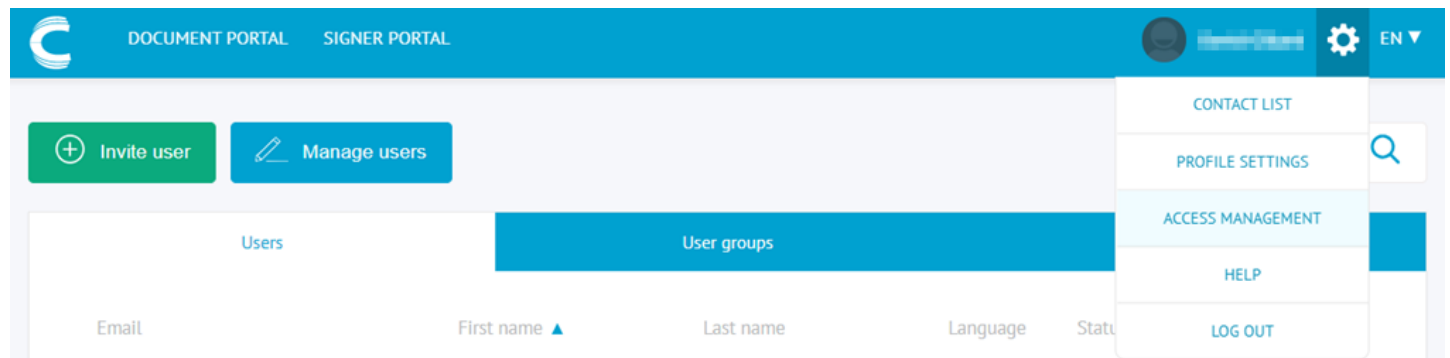 DOCUMENT PORTAL SIGNER PORTAL EN
CONTACT LIST
Invite user Manage users
PROFILE SETTINGS
ACCESS MANAGEMENT
Users User groups
HELP
Email First name Last name Language
LOG OUT